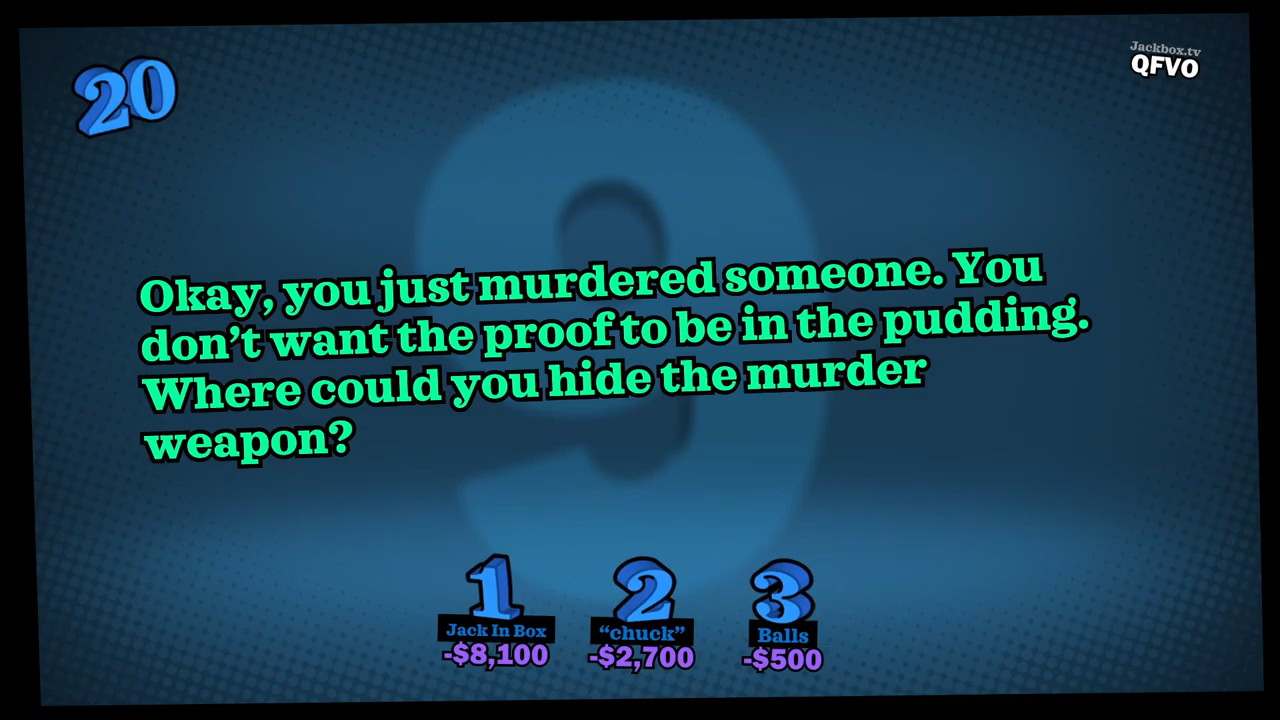 20
Jackbox.tv
QFVO
9
Okay, you just murdered someone. You
don't want the proof to be in the pudding.
Where could you hide the murder
weapon?
1
2
3
Jack In Box
“chuck”
Balls
-$8,100
-$2,700
-$500